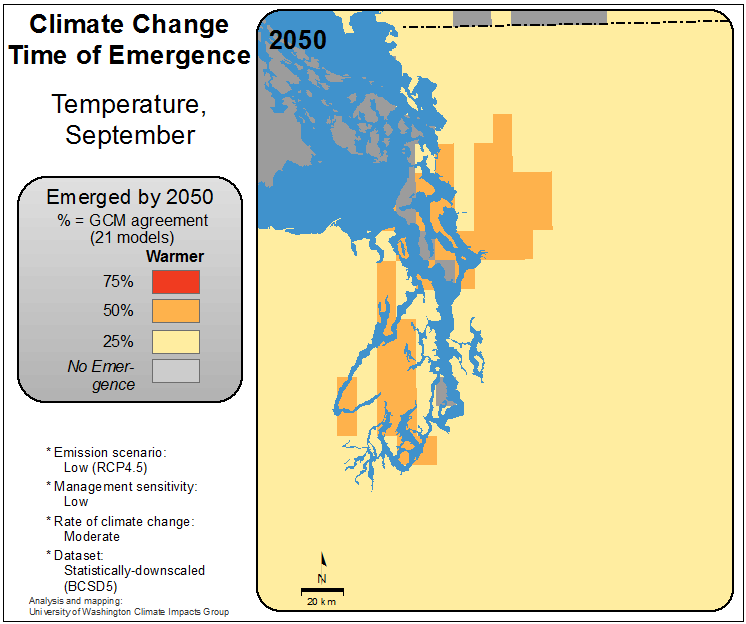 Climate Change
Time of Emergence
Temperature,
September
Emerged by 2050
% = GCM agreement
(21 models)
Warmer
75%
50%
25%
No Emer-
gence
* Emission scenario:
Low (RCP4.5)
* Management sensitivity:
Low
* Rate of climate change:
Moderate
* Dataset:
Statistically-downscaled
(BCSD5)
Analysis and mapping:
University of Washington Climate Impacts Group
2050
N
20 km